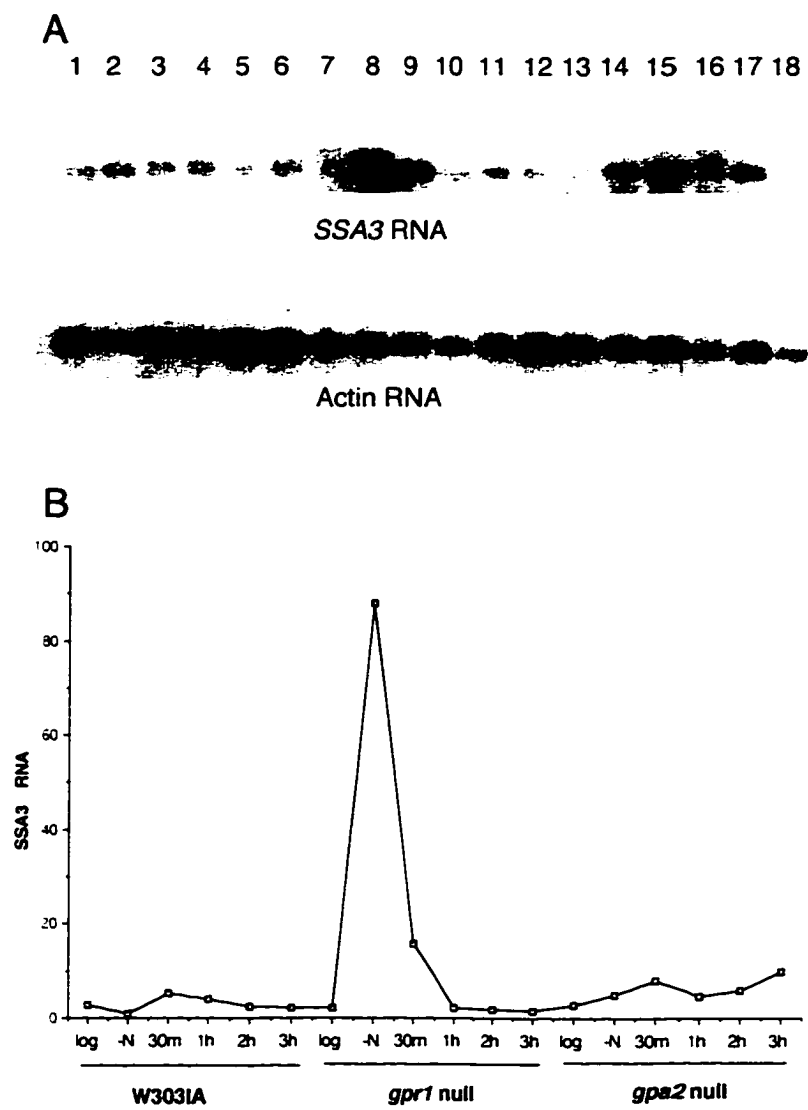 A
1 2 3 4 5 6 7 8 9 10 11 12 13 14 15 16 17 18
SSA3 RNA
Actin RNA
B
100
80
60
40
20
0
SSA3 RNA
log -N 30m 1h 2h 3h log -N 30m 1h 2h 3h log -N 30m 1h 2h 3h
W303IA gpr1 null gpa2 null